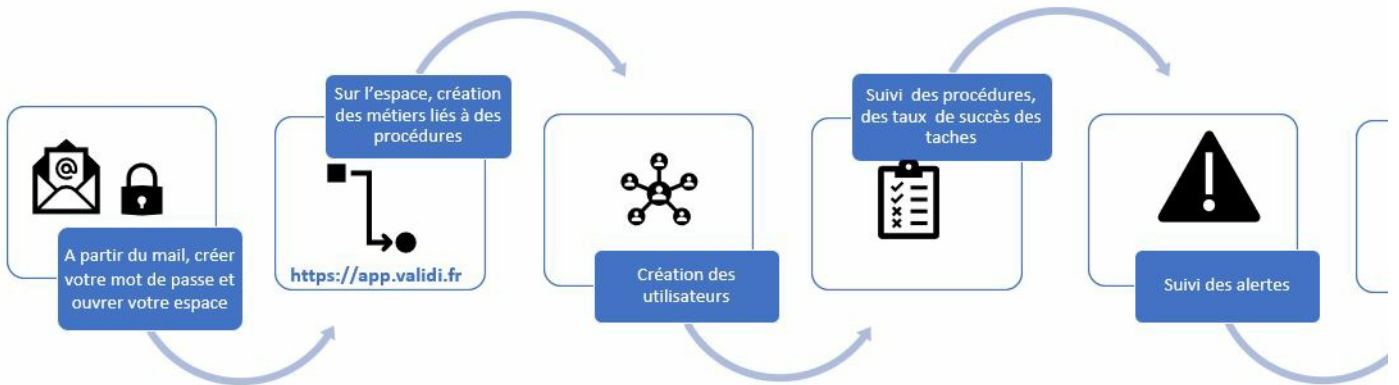 A partir du mail, créer
votre mot de passe et
ouvrer votre espace
Sur l'espace, création
des métiers liés à des
procédures
https://app.validi.fr
Création des
utilisateurs
Suivi des procédures,
des taux de succès des
taches
Suivi des alertes